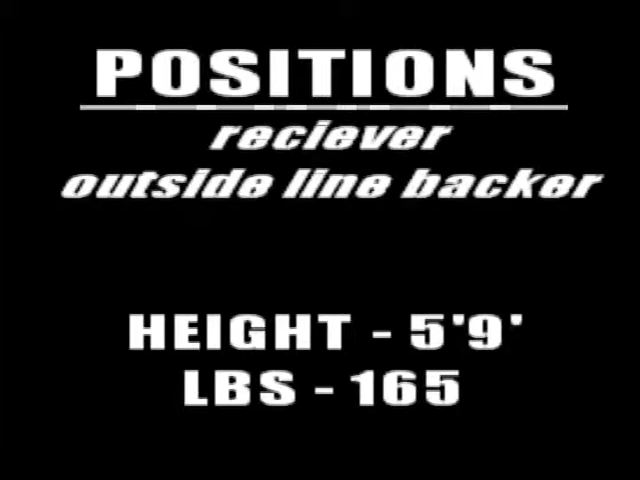 POSITIONS
reciever
outside line backer
HEIGHT - 5'9'
LBS - 165